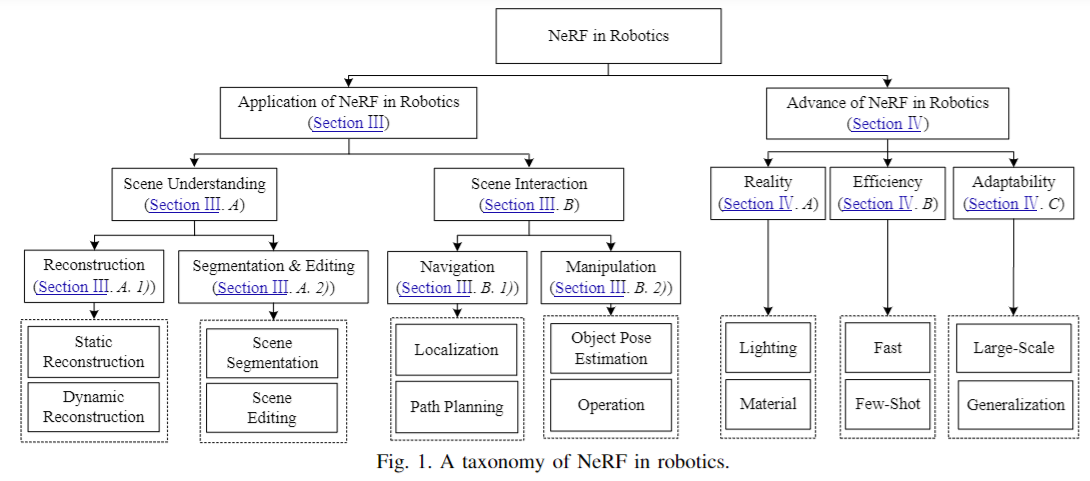 NeRF in Robotics
Application of NeRF in Robotics
(Section III)
Advance of NeRF in Robotics
(Section IV)
Scene Understanding
(Section III. A)
Scene Interaction
(Section III. B)
Reality
(Section IV. A)
Efficiency
(Section IV. B)
Adaptability
(Section IV. C)
Reconstruction
(Section III. A. 1))
Segmentation & Editing
(Section III. A. 2))
Navigation
(Section III. B. 1))
Manipulation
(Section III. B. 2))
Static
Reconstruction
Dynamic
Reconstruction
Scene
Segmentation
Scene
Editing
Localization
Path Planning
Object Pose
Estimation
Operation
Lighting
Material
Fast
Few-Shot
Large-Scale
Generalization
Fig. 1. A taxonomy of NeRF in robotics.